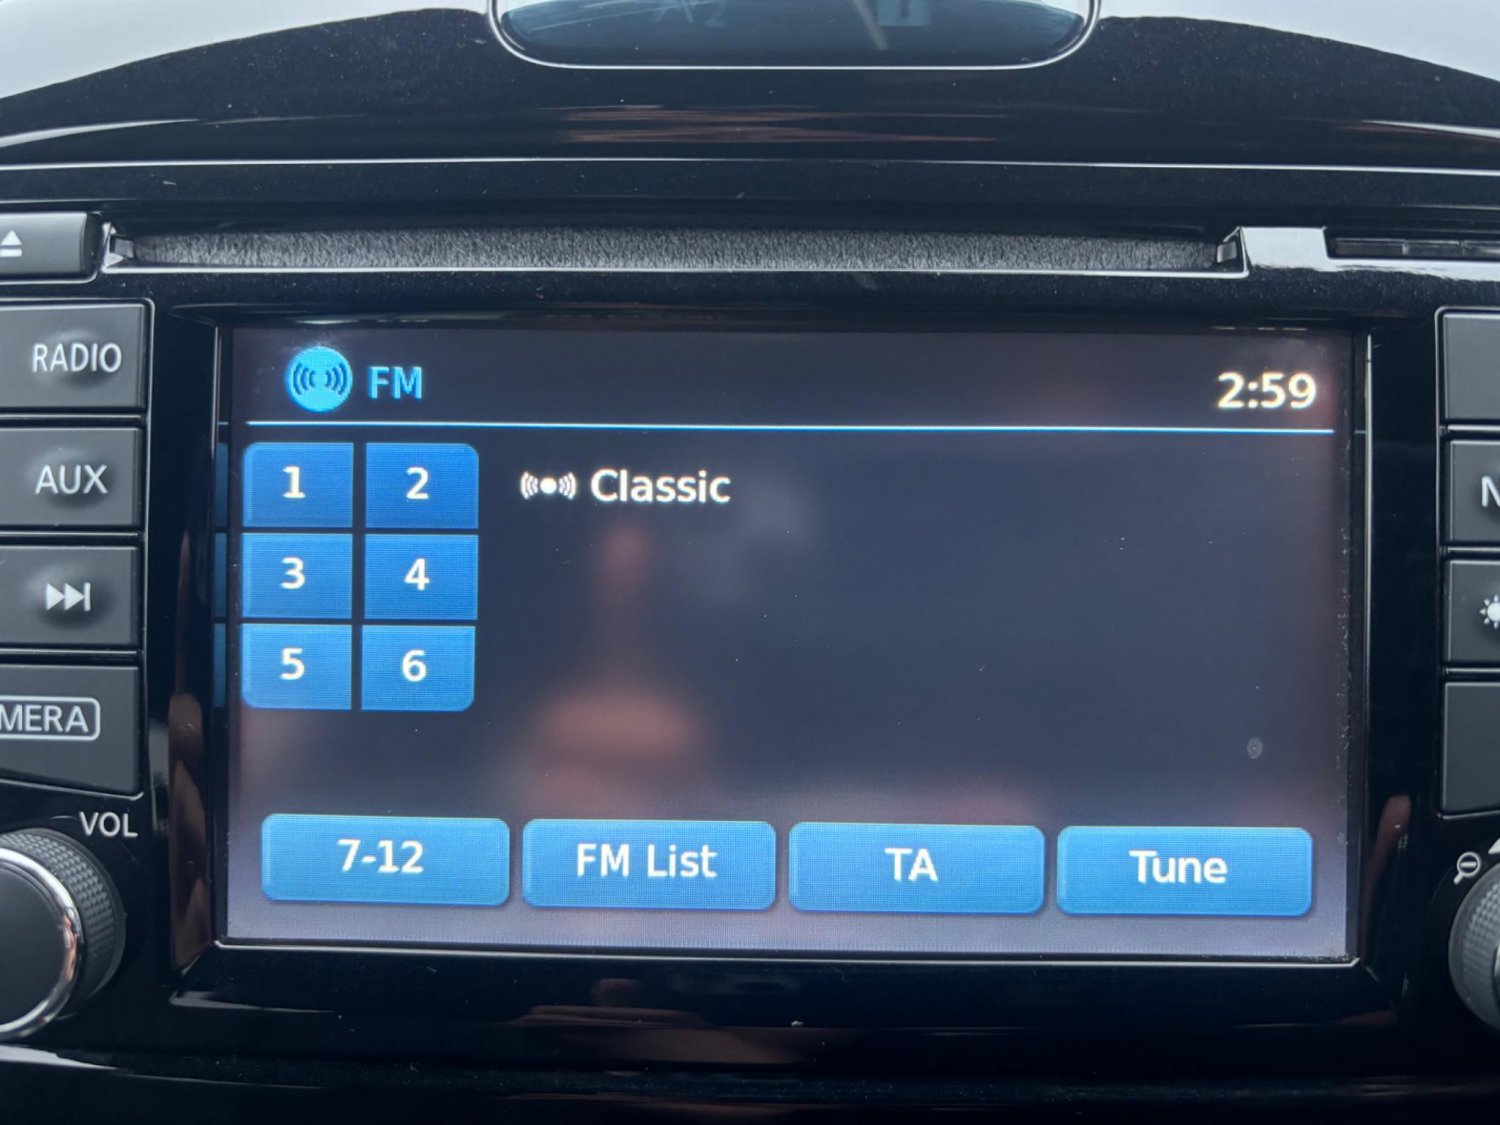 RADIO
AUX
MERA
VOL
FM
2:59
1 2
Classic
3 4
5 6
7-12
FM List
TA
Tune